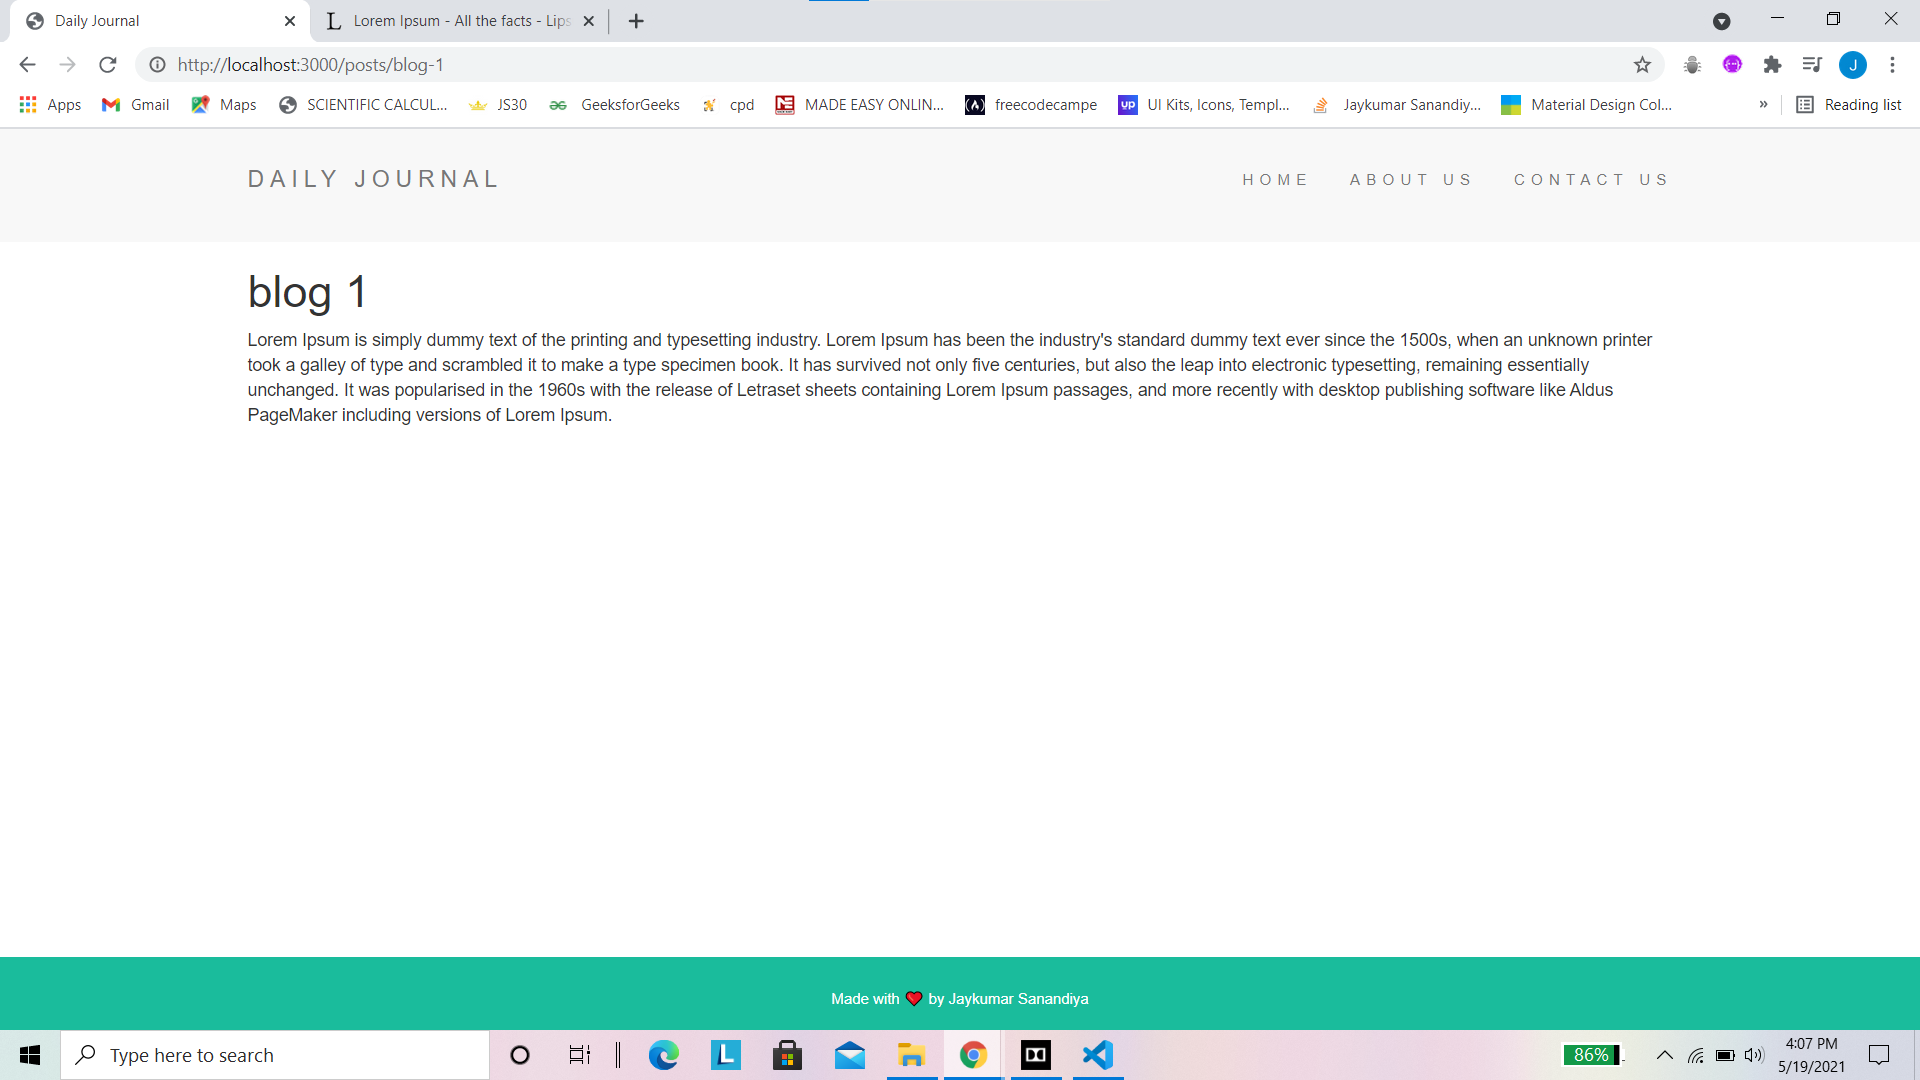 Daily Journal
Lorem Ipsum - All the facts - Lips
http://localhost:3000/posts/blog-1
J
Apps Gmail Maps SCIENTIFIC CALCUL... JS30 GeeksforGeeks cpd MADE EASY ONLIN... freecodecampe UI Kits, Icons, Templ... Jaykumar Sanandiy... Material Design Col... » Reading list
DAILY JOURNAL
HOME ABOUT US CONTACT US
blog 1
Lorem Ipsum is simply dummy text of the printing and typesetting industry. Lorem Ipsum has been the industry's standard dummy text ever since the 1500s, when an unknown printer
took a galley of type and scrambled it to make a type specimen book. It has survived not only five centuries, but also the leap into electronic typesetting, remaining essentially
unchanged. It was popularised in the 1960s with the release of Letraset sheets containing Lorem Ipsum passages, and more recently with desktop publishing software like Aldus
PageMaker including versions of Lorem Ipsum.
Made with ❤ by Jaykumar Sanandiya
Type here to search
86%
4:07 PM
5/19/2021